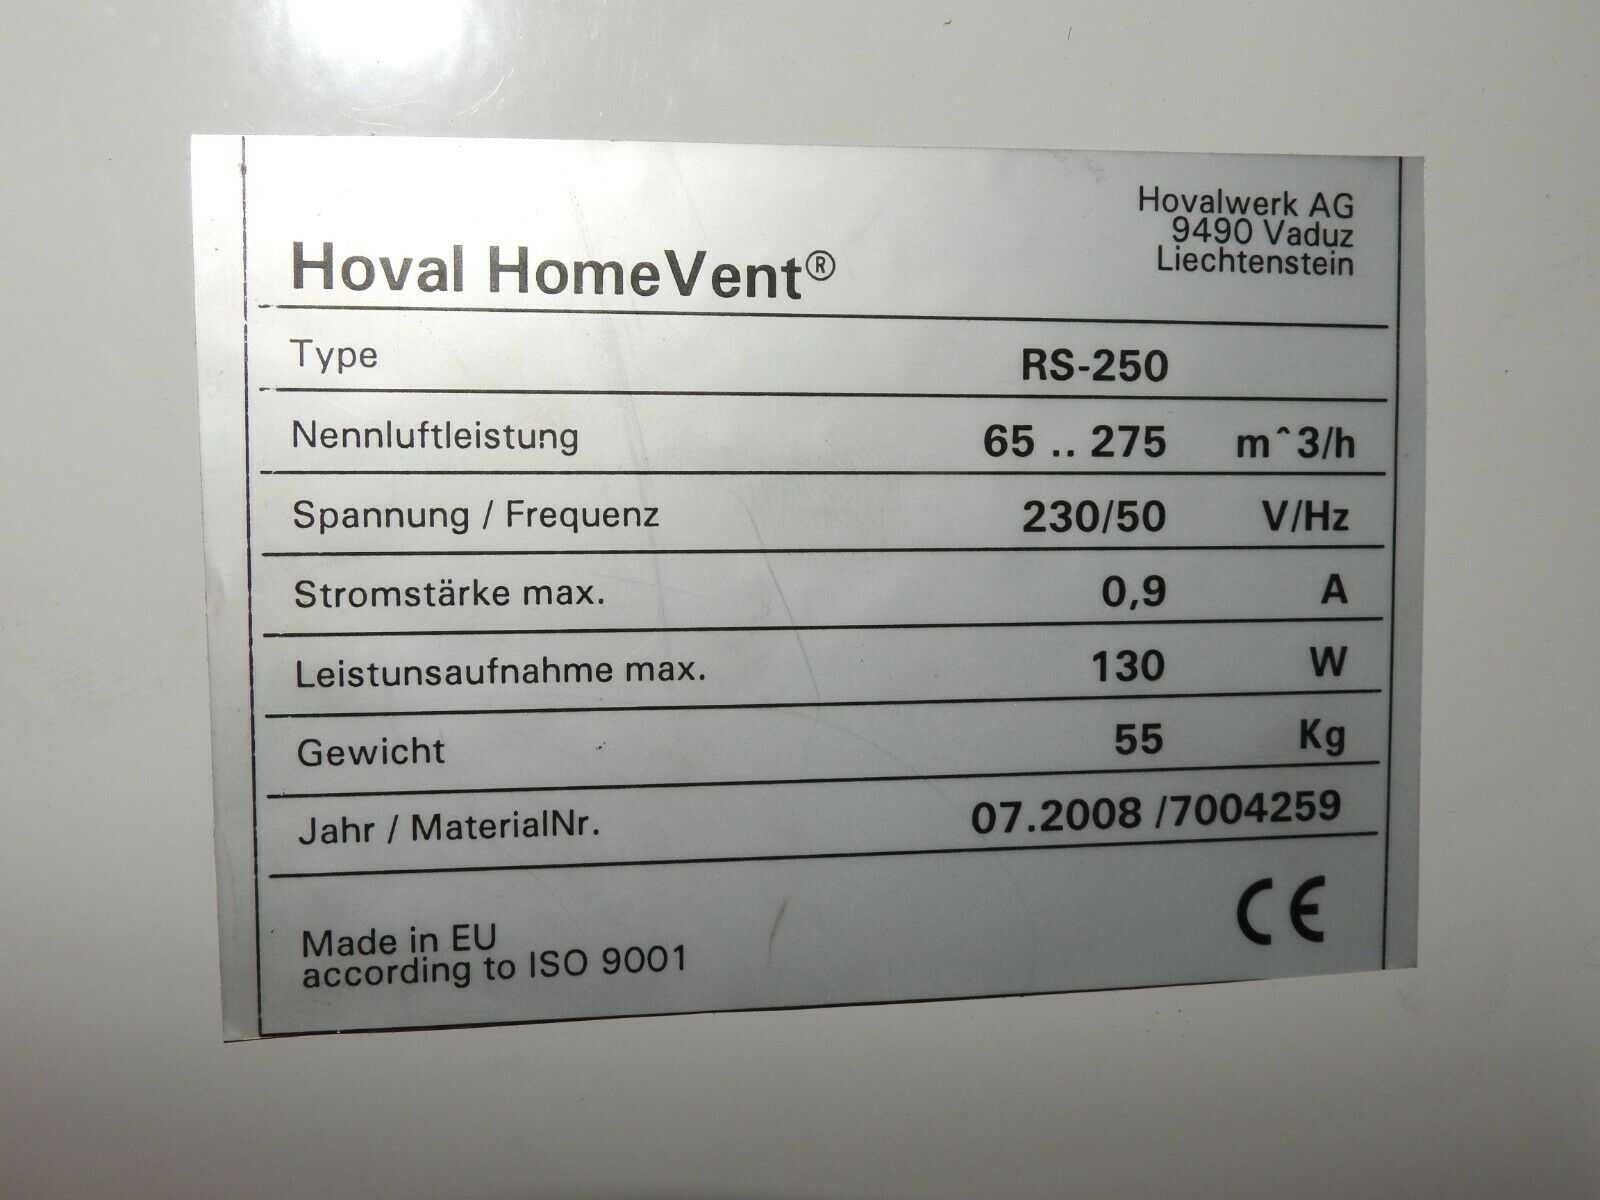 Hovalwerk AG
9490 Vaduz
Liechtenstein
Hoval HomeVent®
Type RS-250
Nennluftleistung 65 .. 275 m^3/h
Spannung / Frequenz 230/50 V/Hz
Stromstärke max. 0,9 A
Leistunsaufnahme max. 130 W
Gewicht 55 Kg
Jahr / MaterialNr. 07.2008 /7004259
CE
Made in EU
according to ISO 9001